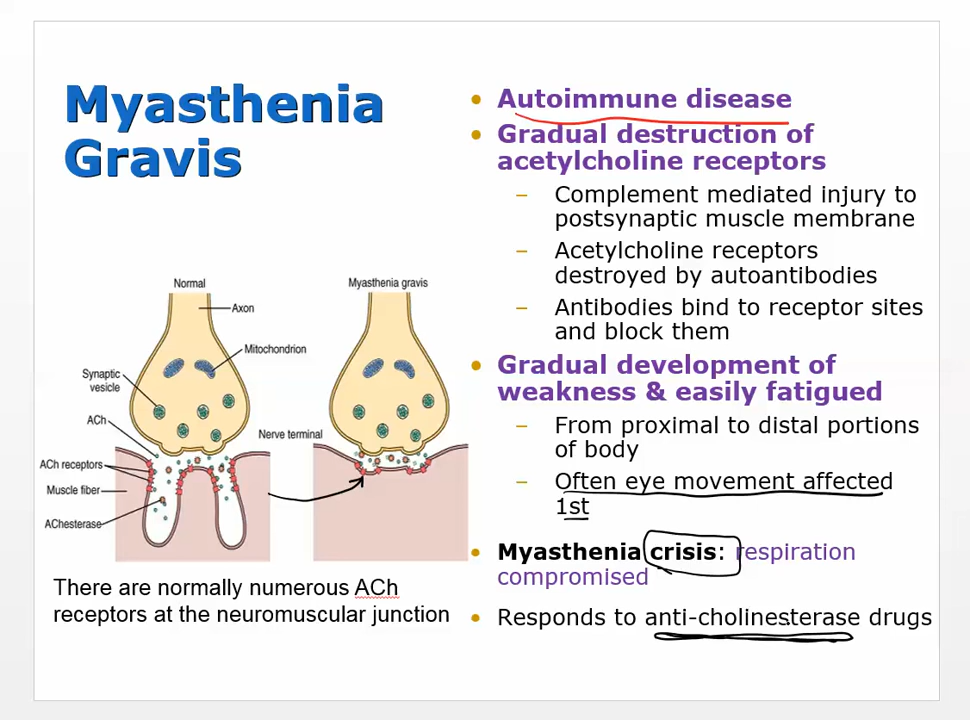 Myasthenia
Gravis
• Autoimmune disease
• Gradual destruction of
acetylcholine receptors
– Complement mediated injury to
postsynaptic muscle membrane
– Acetylcholine receptors
destroyed by autoantibodies
– Antibodies bind to receptor sites
and block them
• Gradual development of
weakness & easily fatigued
– From proximal to distal portions
of body
– Often eye movement affected
1st
• Myasthenia crisis: respiration
compromised
• Responds to anti-cholinesterase drugs
Normal
Myasthenia gravis
Axon
Mitochondrion
Synaptic
vesicle
ACh
Nerve terminal
ACh receptors
Muscle fiber
AChesterase
There are normally numerous ACh
receptors at the neuromuscular junction